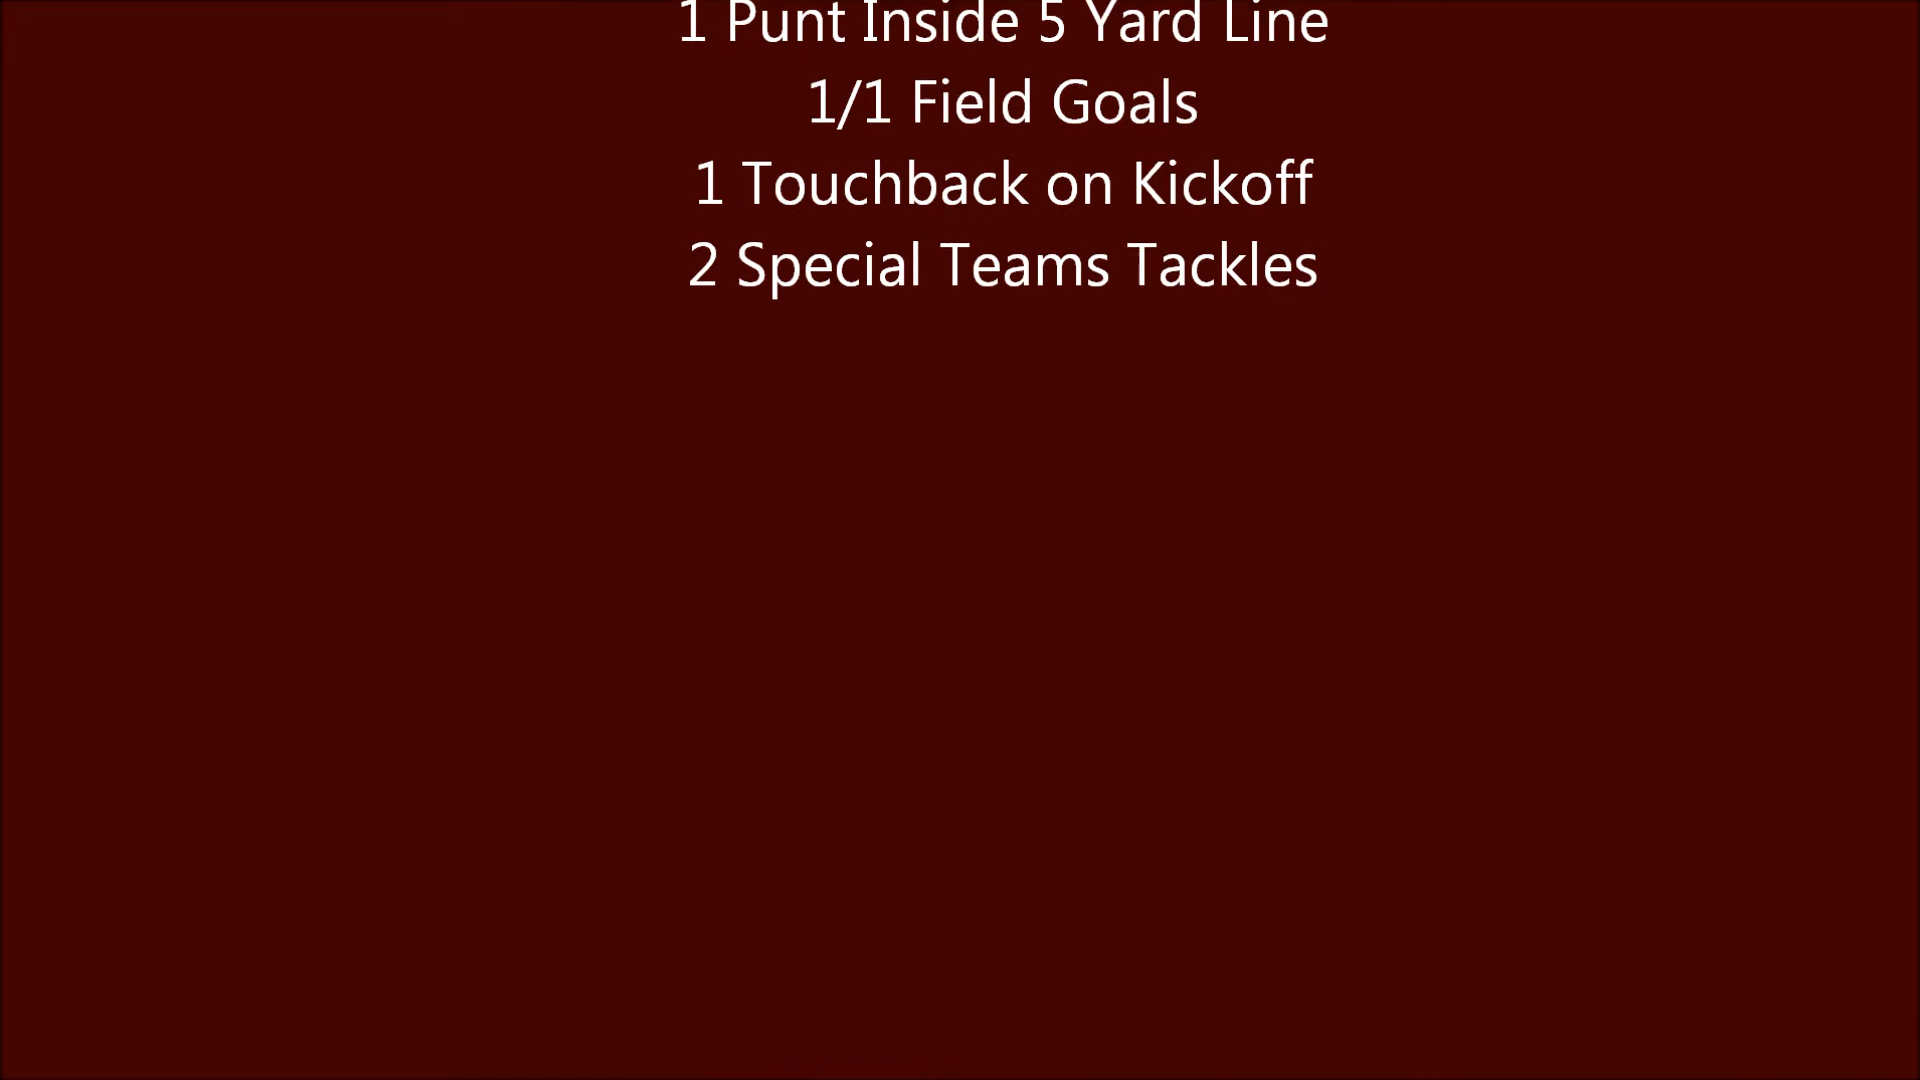 1 Punt Inside 5 Yard Line
1/1 Field Goals
1 Touchback on Kickoff
2 Special Teams Tackles